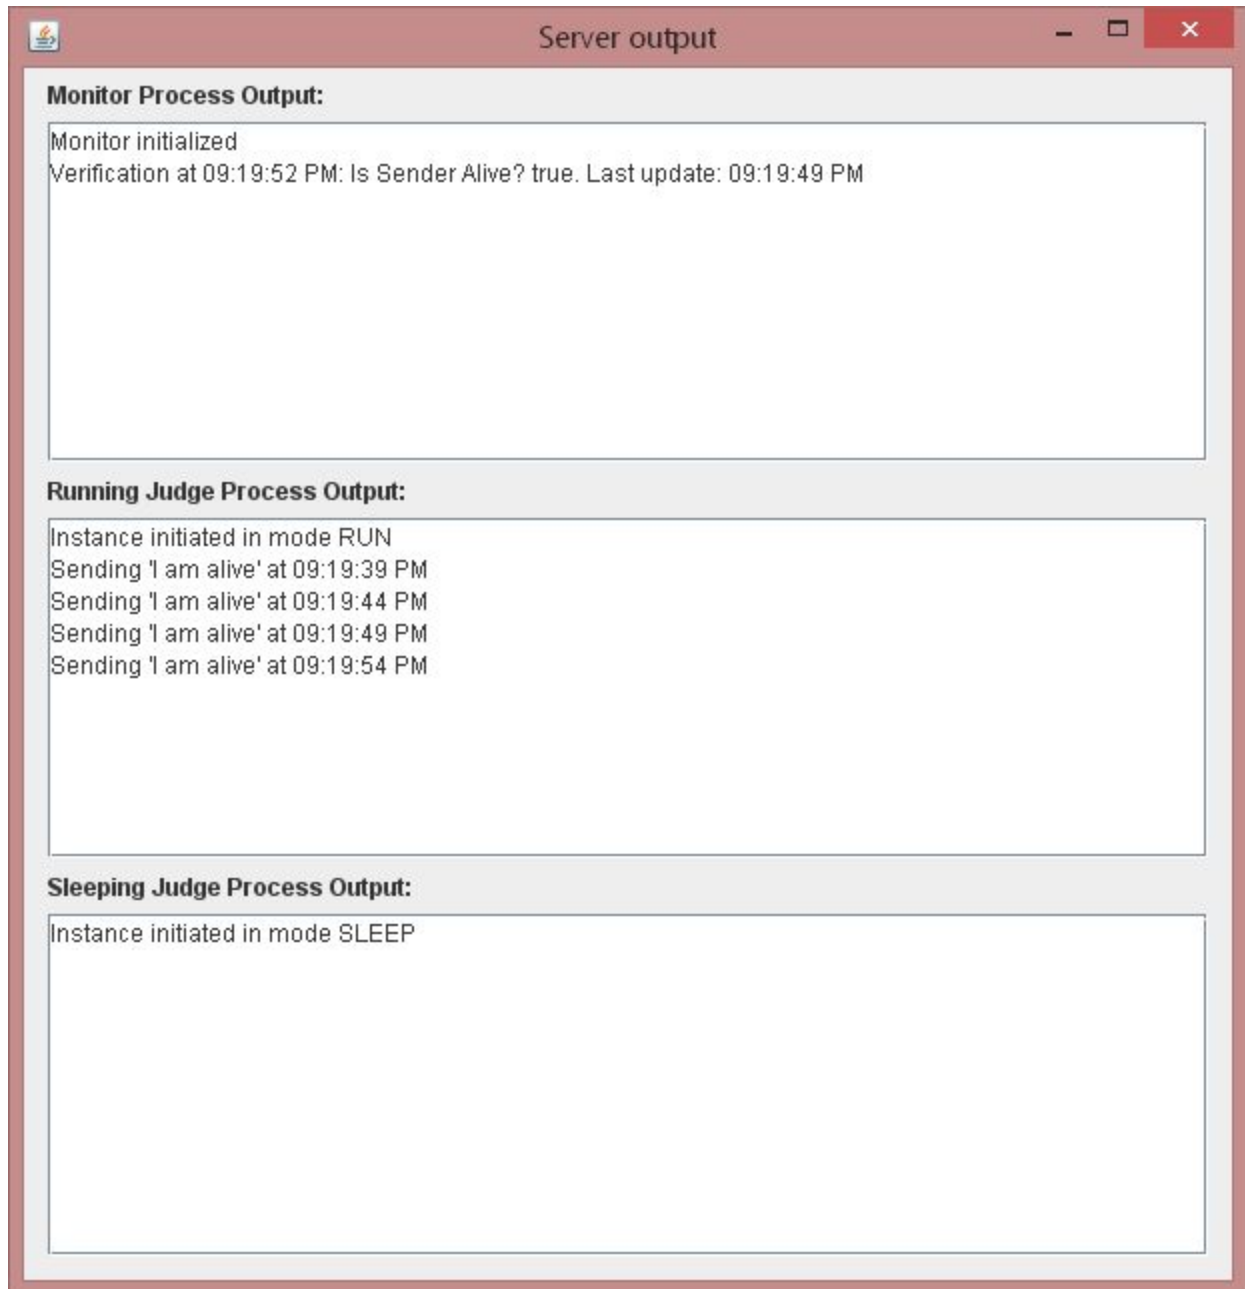 Server output
Monitor Process Output:
Monitor initialized
Verification at 09:19:52 PM: Is Sender Alive? true. Last update: 09:19:49 PM
Running Judge Process Output:
Instance initiated in mode RUN
Sending 'I am alive' at 09:19:39 PM
Sending 'I am alive' at 09:19:44 PM
Sending 'I am alive' at 09:19:49 PM
Sending 'I am alive' at 09:19:54 PM
Sleeping Judge Process Output:
Instance initiated in mode SLEEP